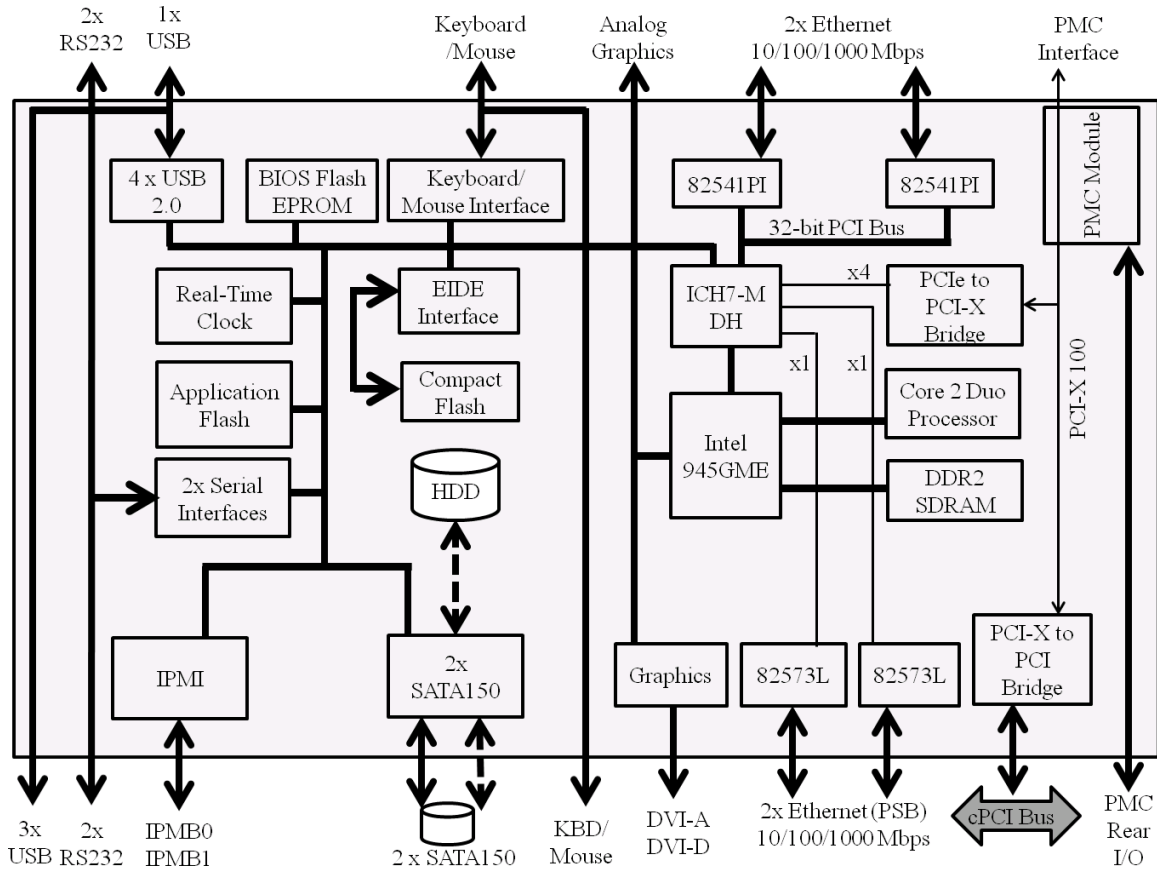 2x
RS232
1x
USB
Keyboard
/Mouse
Analog
Graphics
2x Ethernet
10/100/1000 Mbps
PMC
Interface
4 x USB
2.0
BIOS Flash
EPROM
Keyboard/
Mouse Interface
82541PI
82541PI
PMC Module
32-bit PCI Bus
Real-Time
Clock
EIDE
Interface
ICH7-M
DH
x4
PCIe to
PCI-X
Bridge
x1
x1
PCI-X 100
Application
Flash
Compact
Flash
Core 2 Duo
Processor
Intel
945GME
2x Serial
Interfaces
HDD
DDR2
SDRAM
IPMI
2x
SATA150
Graphics
82573L
82573L
PCI-X to
PCI
Bridge
3x
USB
2x
RS232
IPMB0
IPMB1
2 x SATA150
KBD/
Mouse
DVI-A
DVI-D
2x Ethernet (PSB)
10/100/1000 Mbps
cPCI Bus
PMC
Rear
I/O